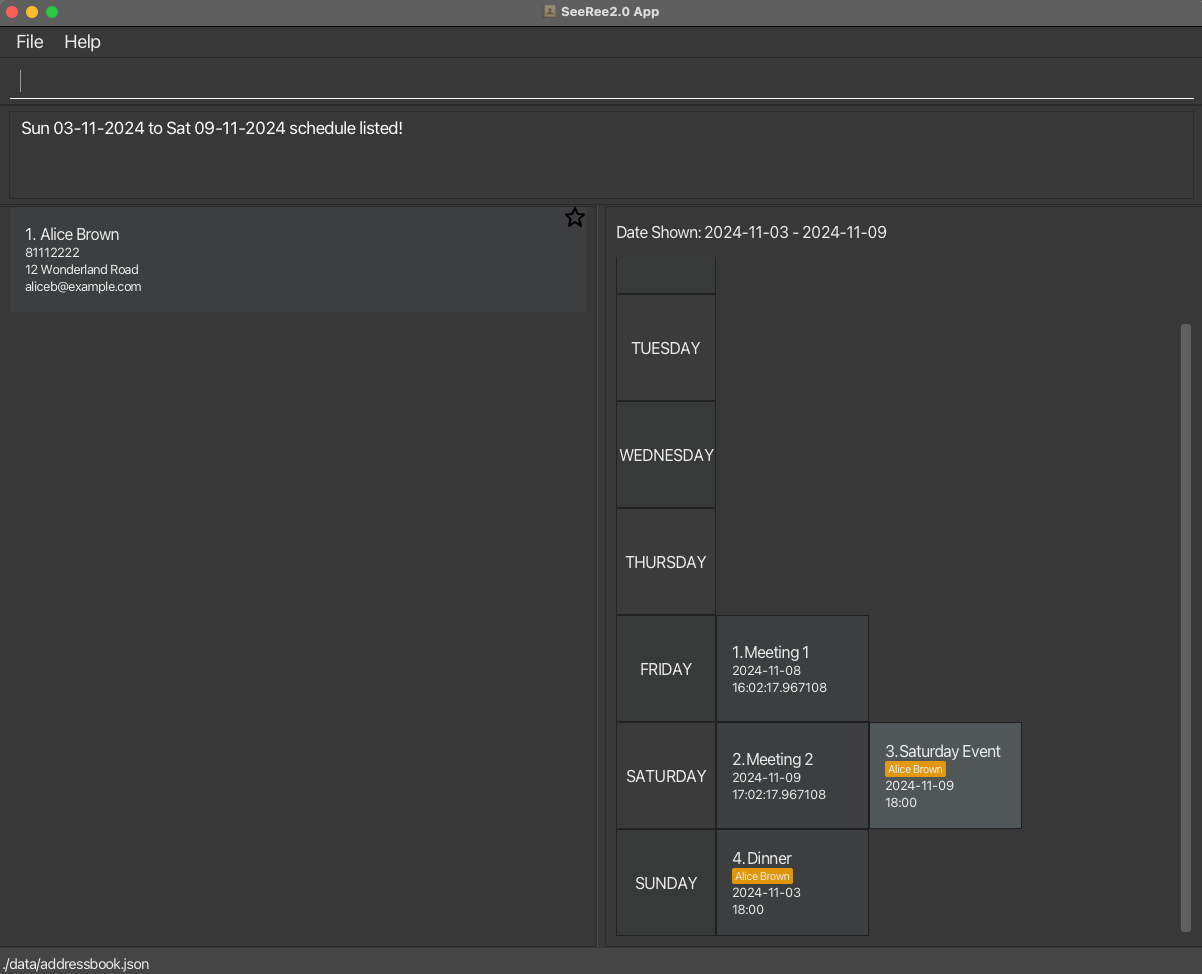 SeeRee2.0 App
File Help
Sun 03-11-2024 to Sat 09-11-2024 schedule listed!
1. Alice Brown
81112222
12 Wonderland Road
aliceb@example.com
Date Shown: 2024-11-03 - 2024-11-09
TUESDAY
WEDNESDAY
THURSDAY
FRIDAY
1.Meeting 1
2024-11-08
16:02:17.967108
SATURDAY
2.Meeting 2
2024-11-09
17:02:17.967108
3.Saturday Event
Alice Brown
2024-11-09
18:00
SUNDAY
4.Dinner
Alice Brown
2024-11-03
18:00
./data/addressbook.json